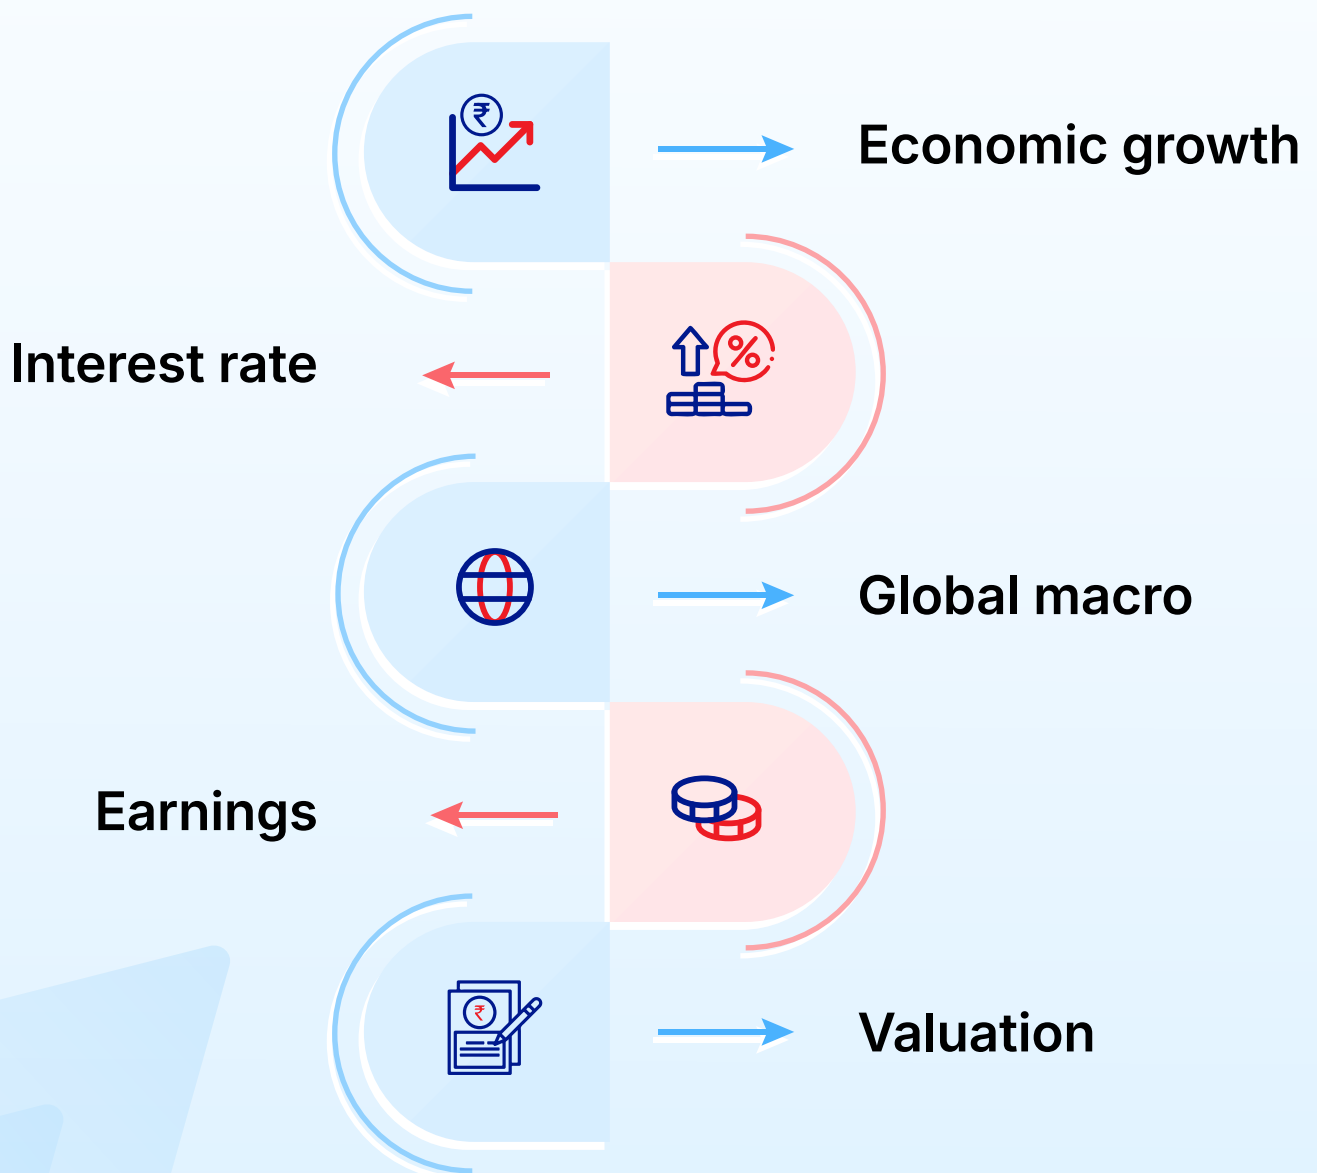 ₹
Economic growth
%
Interest rate
Global macro
Earnings
₹
Valuation